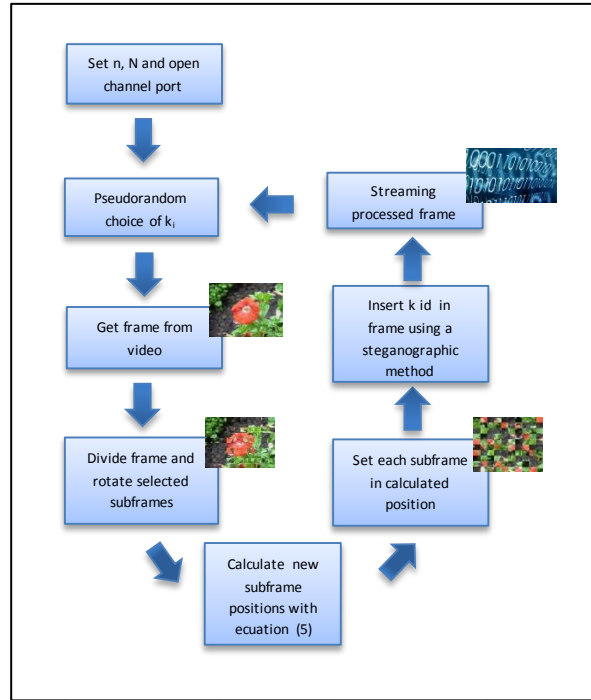 Set n, N and open
channel port
Pseudorandom
choice of kᵢ
Get frame from
video
Divide frame and
rotate selected
subframes
Calculate new
subframe
positions with
ecuation (5)
Set each subframe
in calculated
position
Insert k id in
frame using a
steganographic
method
Streaming
processed frame